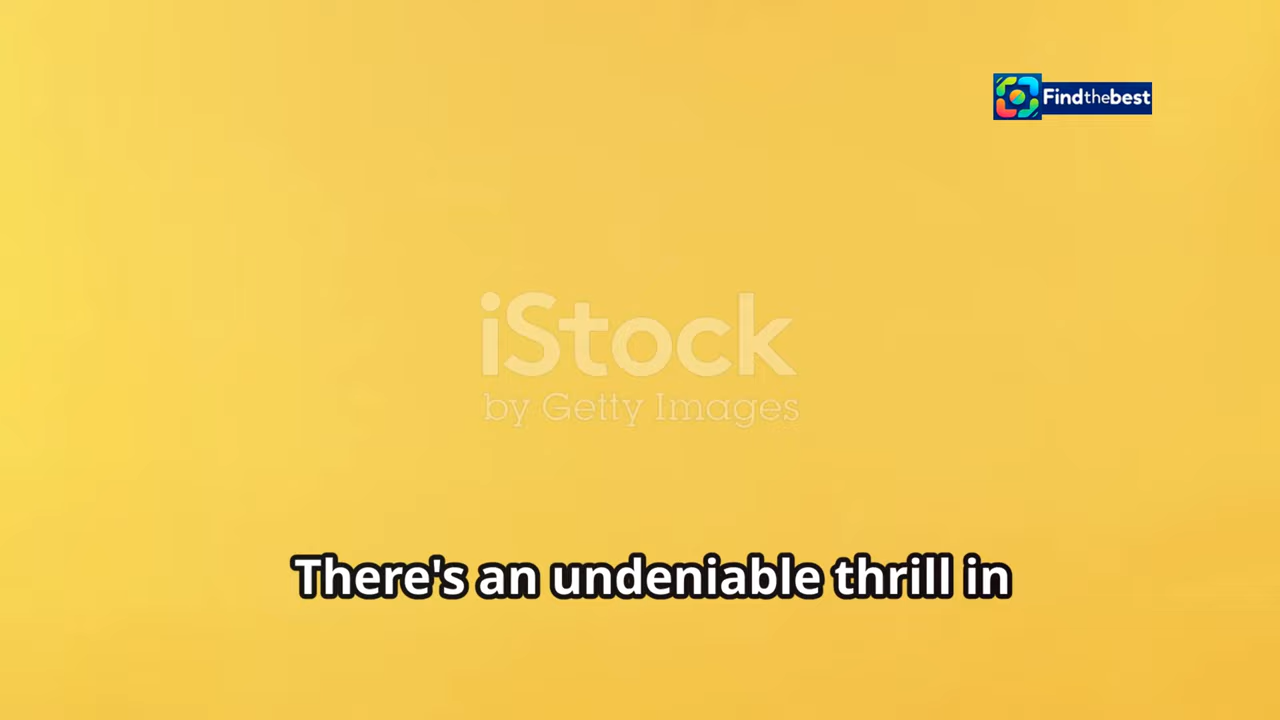 Findthebest
iStock
by Getty Images
There's an undeniable thrill in